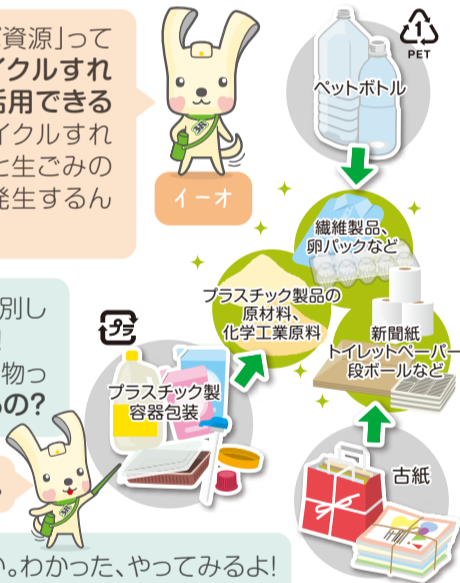 資源」って
イクルすれ
活用できる
イクルすれ
と生ごみの
発生するん
イーオ
1
PET
ペットボトル
繊維製品、
卵パックなど
プラスチック製品の
原材料、
化学工業原料
新聞紙
トイレットペーパー
段ボールなど
プラ
プラスチック製
容器包装
古紙
別し
物っ
の?
い。わかった、やってみるよ!